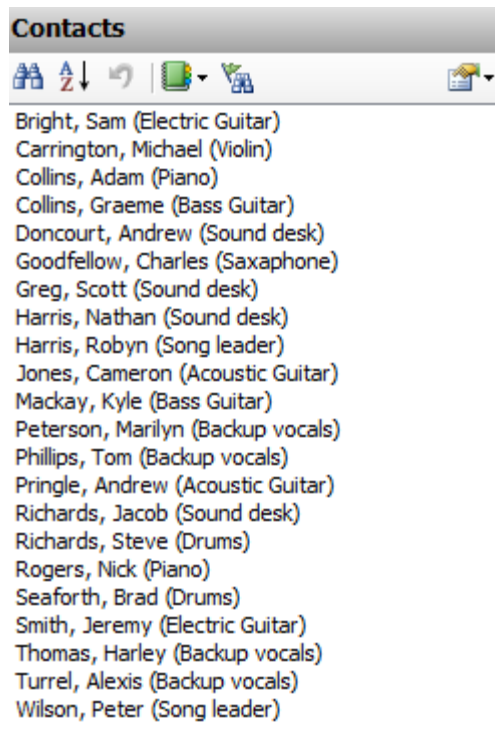 Contacts
A
Z
Bright, Sam (Electric Guitar)
Carrington, Michael (Violin)
Collins, Adam (Piano)
Collins, Graeme (Bass Guitar)
Doncourt, Andrew (Sound desk)
Goodfellow, Charles (Saxaphone)
Greg, Scott (Sound desk)
Harris, Nathan (Sound desk)
Harris, Robyn (Song leader)
Jones, Cameron (Acoustic Guitar)
Mackay, Kyle (Bass Guitar)
Peterson, Marilyn (Backup vocals)
Phillips, Tom (Backup vocals)
Pringle, Andrew (Acoustic Guitar)
Richards, Jacob (Sound desk)
Richards, Steve (Drums)
Rogers, Nick (Piano)
Seaforth, Brad (Drums)
Smith, Jeremy (Electric Guitar)
Thomas, Harley (Backup vocals)
Turrel, Alexis (Backup vocals)
Wilson, Peter (Song leader)